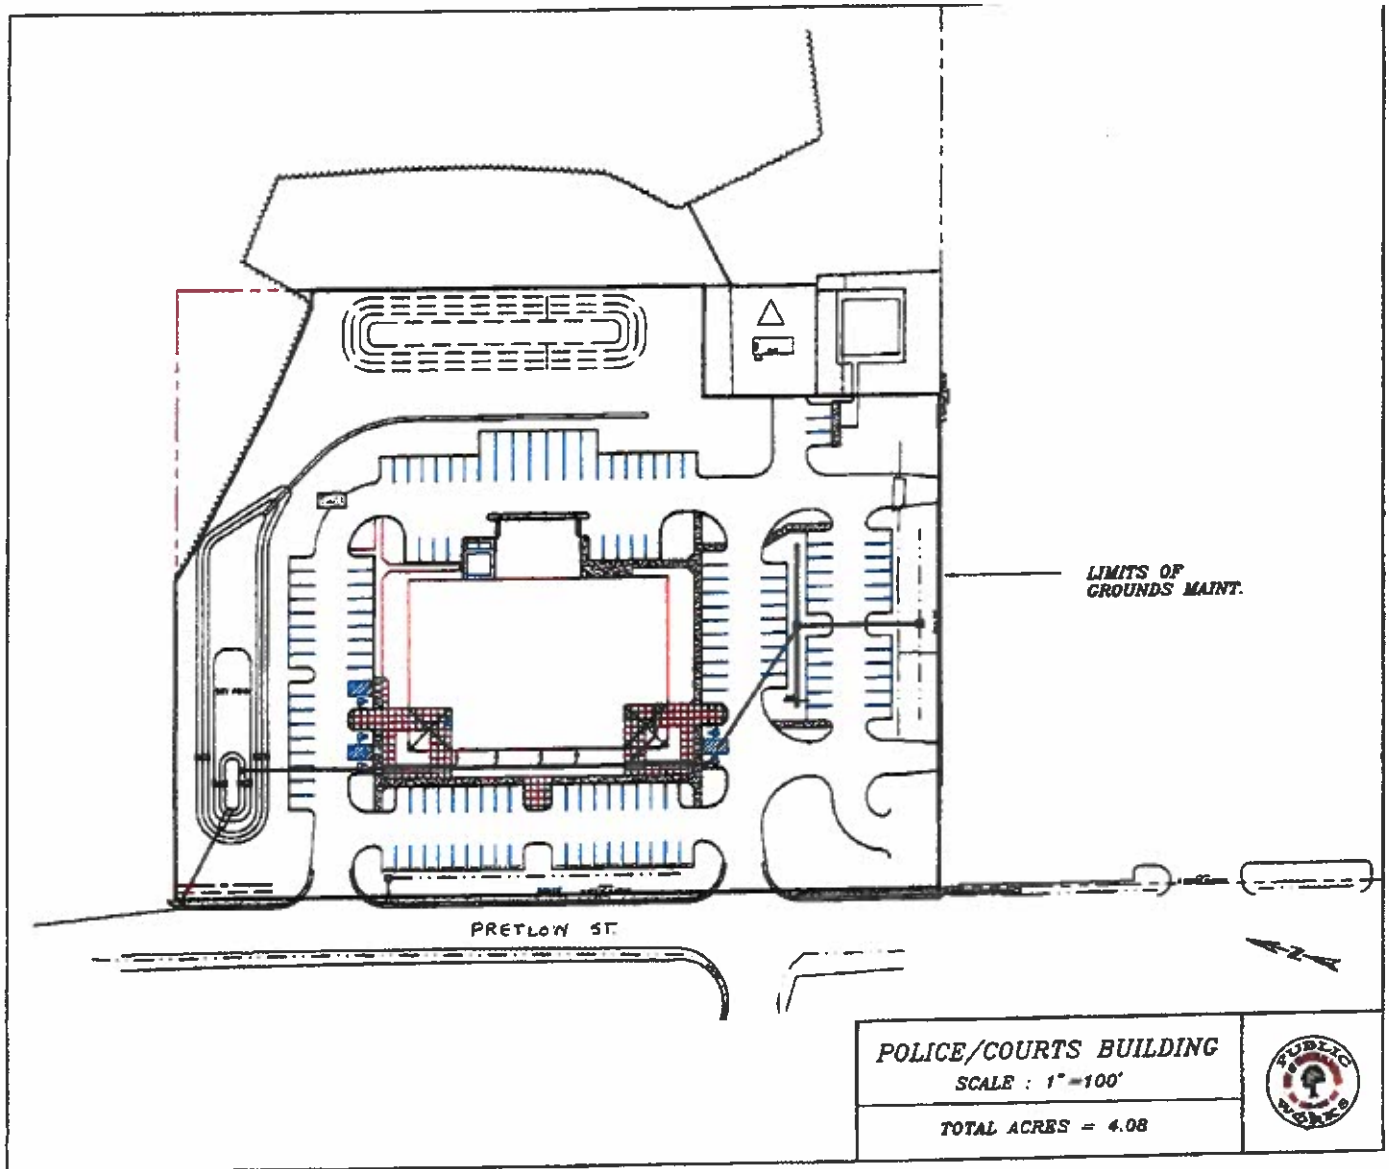 LIMITS OF
GROUNDS MAINT.
PRETLOW ST.
N
POLICE/COURTS BUILDING
SCALE : 1"=100'
TOTAL ACRES = 4.08
PUBLIC
WORKS